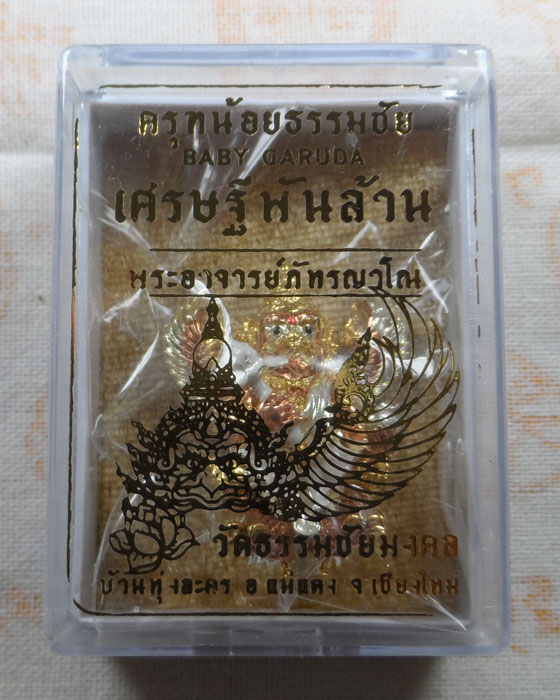 ครุฑน้อยธรรมชัย
BABY GARUDA
เศรษฐีพันล้าน
พระอาจารย์ภัทรญาโณ
วัดธรรมชัยมงคล
บ้านทุ่งละคร อ แม่แตง จ เชียงใหม่